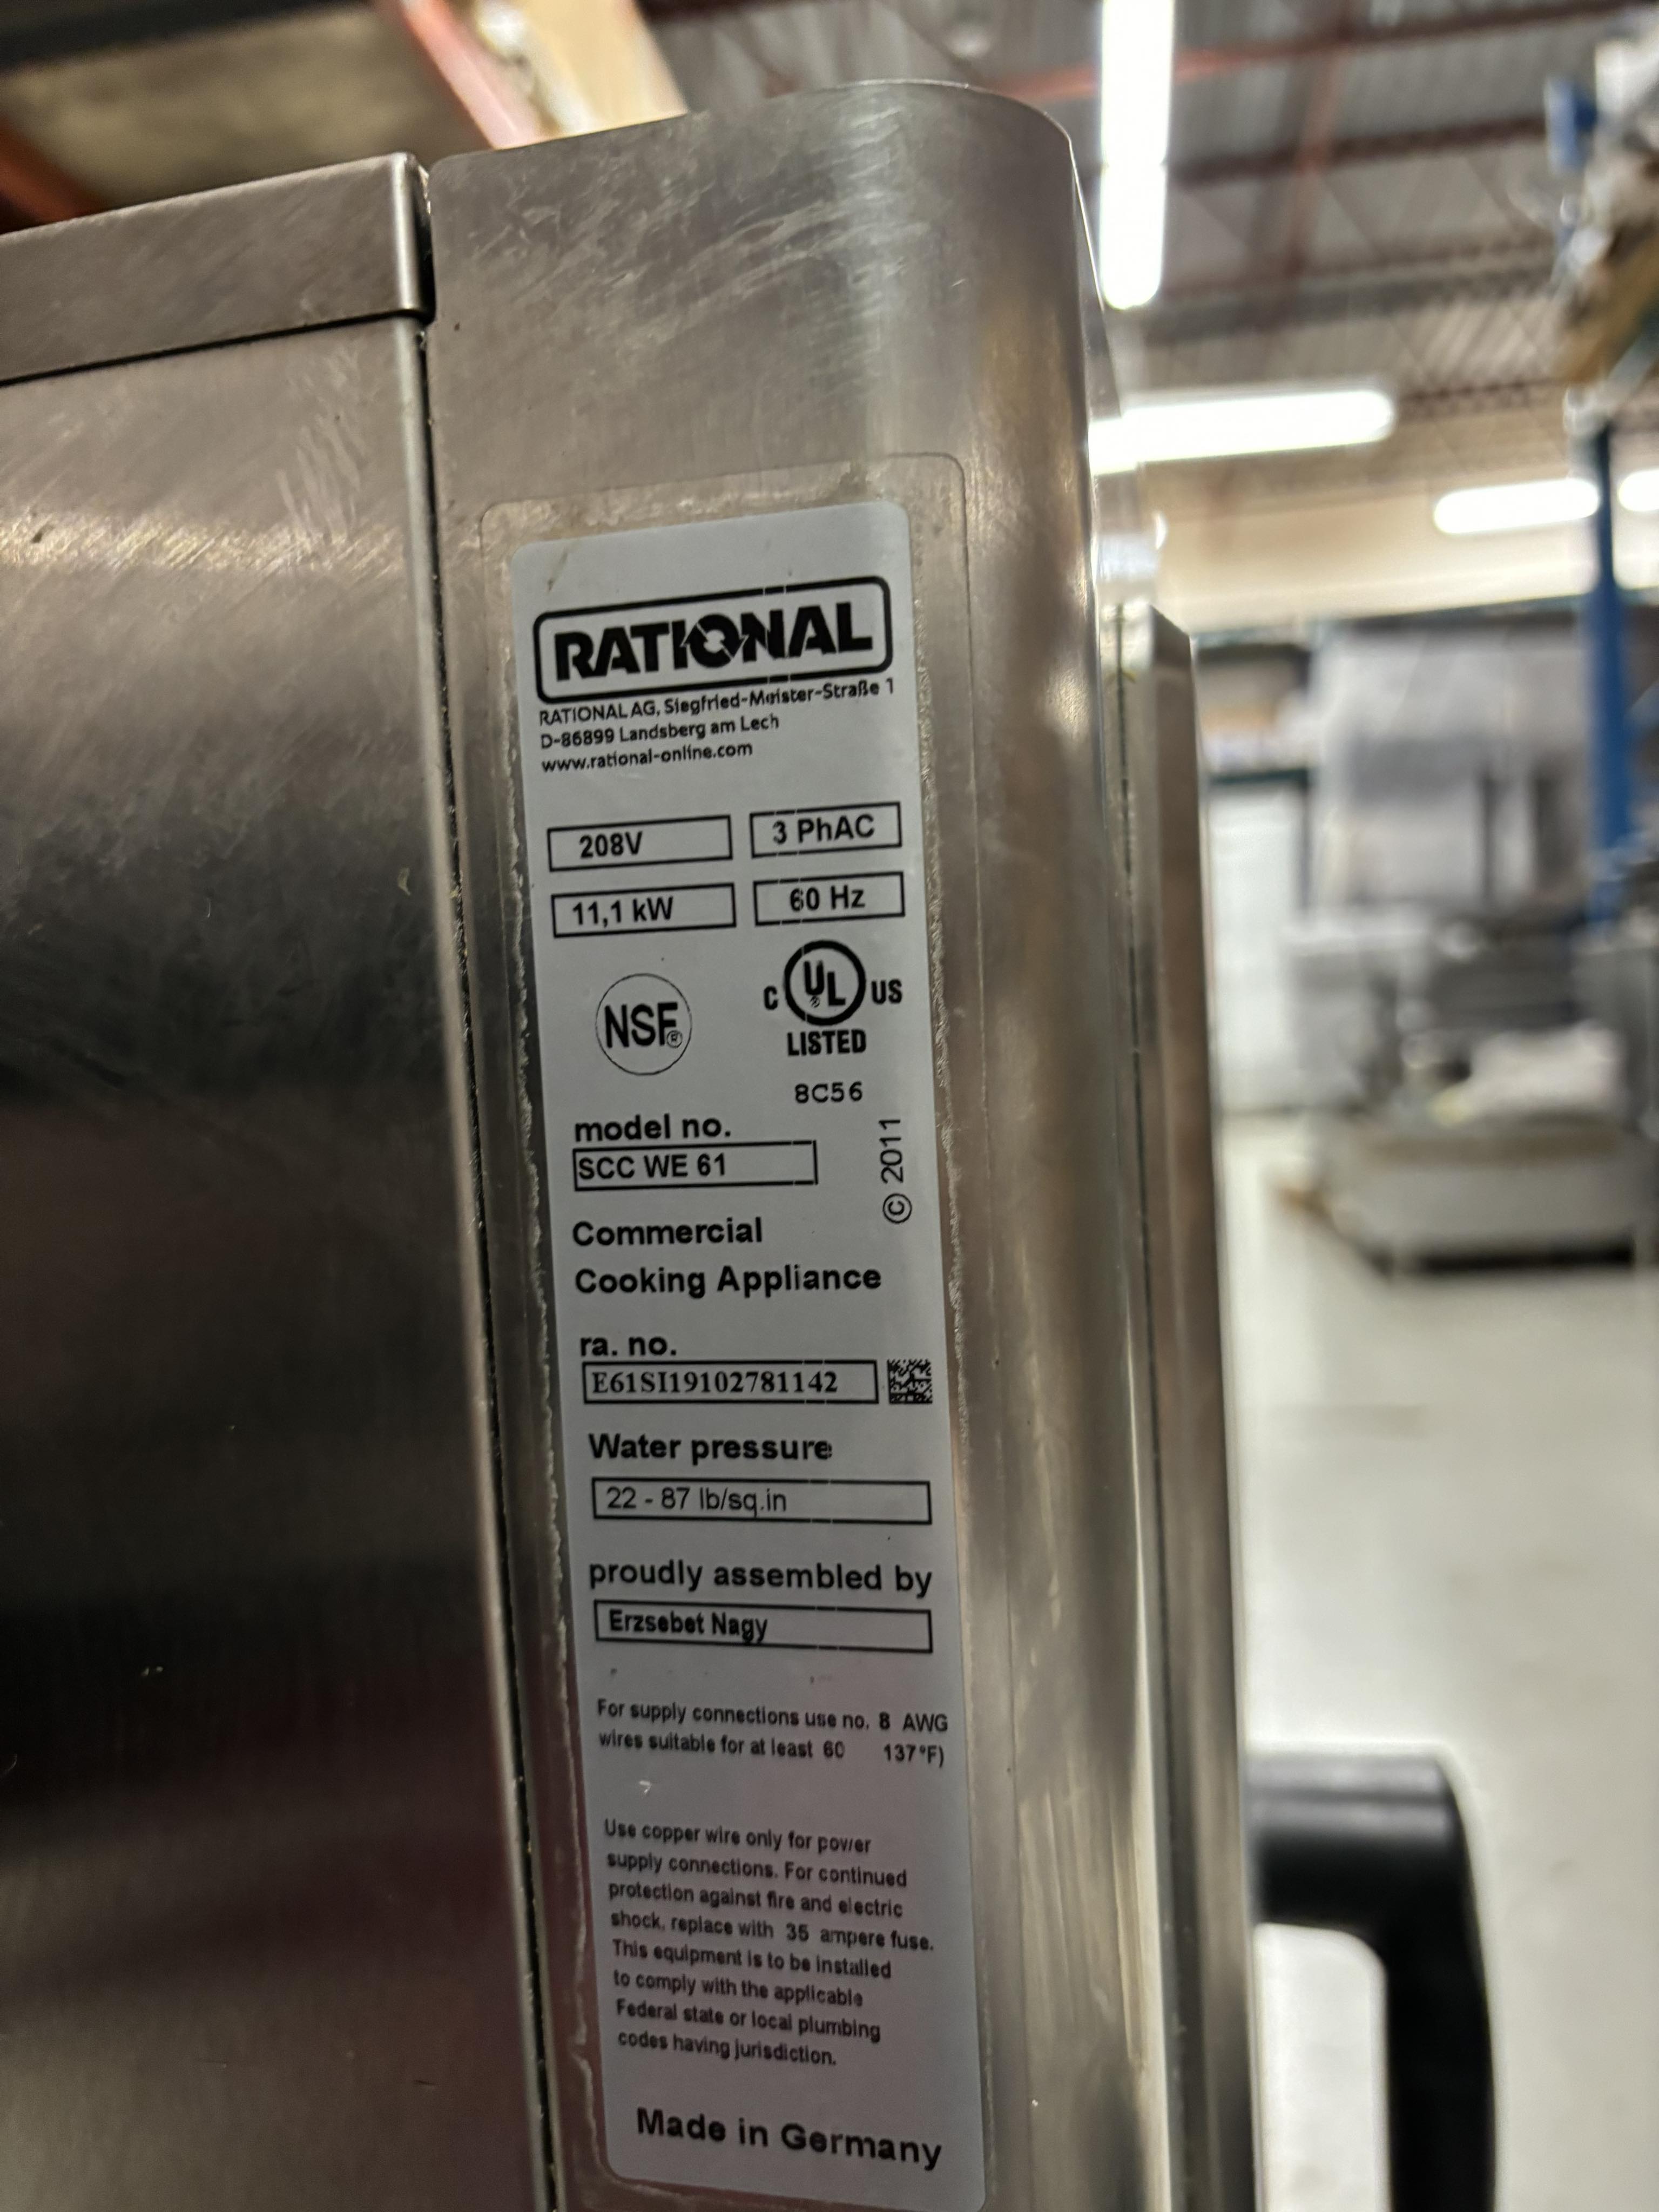 RATIONAL
RATIONAL AG, Siegfried-Meister-Straße 1
D-86899 Landsberg am Lech
www.rational-online.com
208V 3 PhAC
11,1 kW 60 Hz
NSF®
C UL® US
LISTED
8C56
© 2011
model no.
SCC WE 61
Commercial
Cooking Appliance
ra. no.
E61SI19102781142
Water pressure
22 - 87 lb/sq.in
proudly assembled by
Erzsebet Nagy
For supply connections use no. 8 AWG
wires suitable for at least 60 137°F)
Use copper wire only for power
supply connections. For continued
protection against fire and electric
shock, replace with 35 ampere fuse.
This equipment is to be installed
to comply with the applicable
Federal state or local plumbing
codes having jurisdiction.
Made in Germany